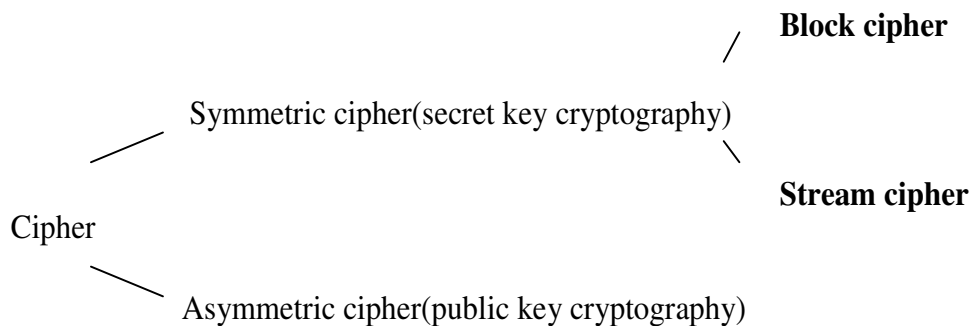 Block cipher
Symmetric cipher(secret key cryptography)
Stream cipher
Cipher
Asymmetric cipher(public key cryptography)